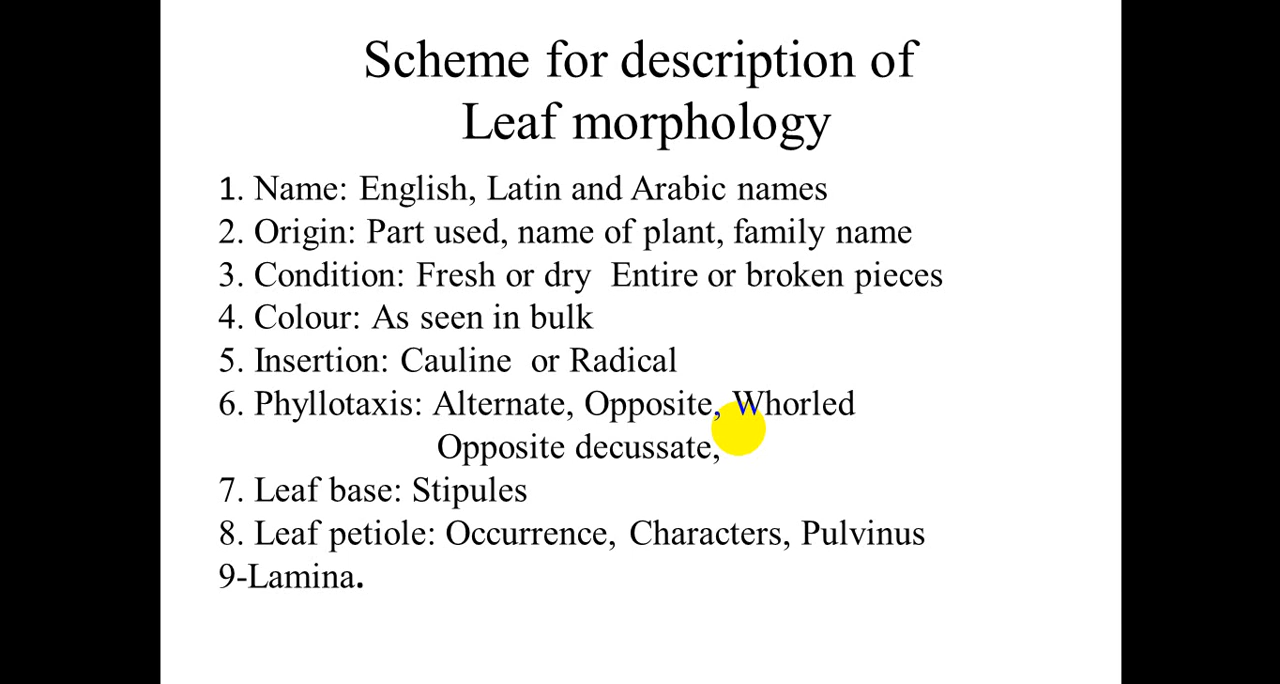 Scheme for description of
Leaf morphology
1. Name: English, Latin and Arabic names
2. Origin: Part used, name of plant, family name
3. Condition: Fresh or dry  Entire or broken pieces
4. Colour: As seen in bulk
5. Insertion: Cauline  or Radical
6. Phyllotaxis: Alternate, Opposite, Whorled
Opposite decussate,
7. Leaf base: Stipules
8. Leaf petiole: Occurrence, Characters, Pulvinus
9-Lamina.